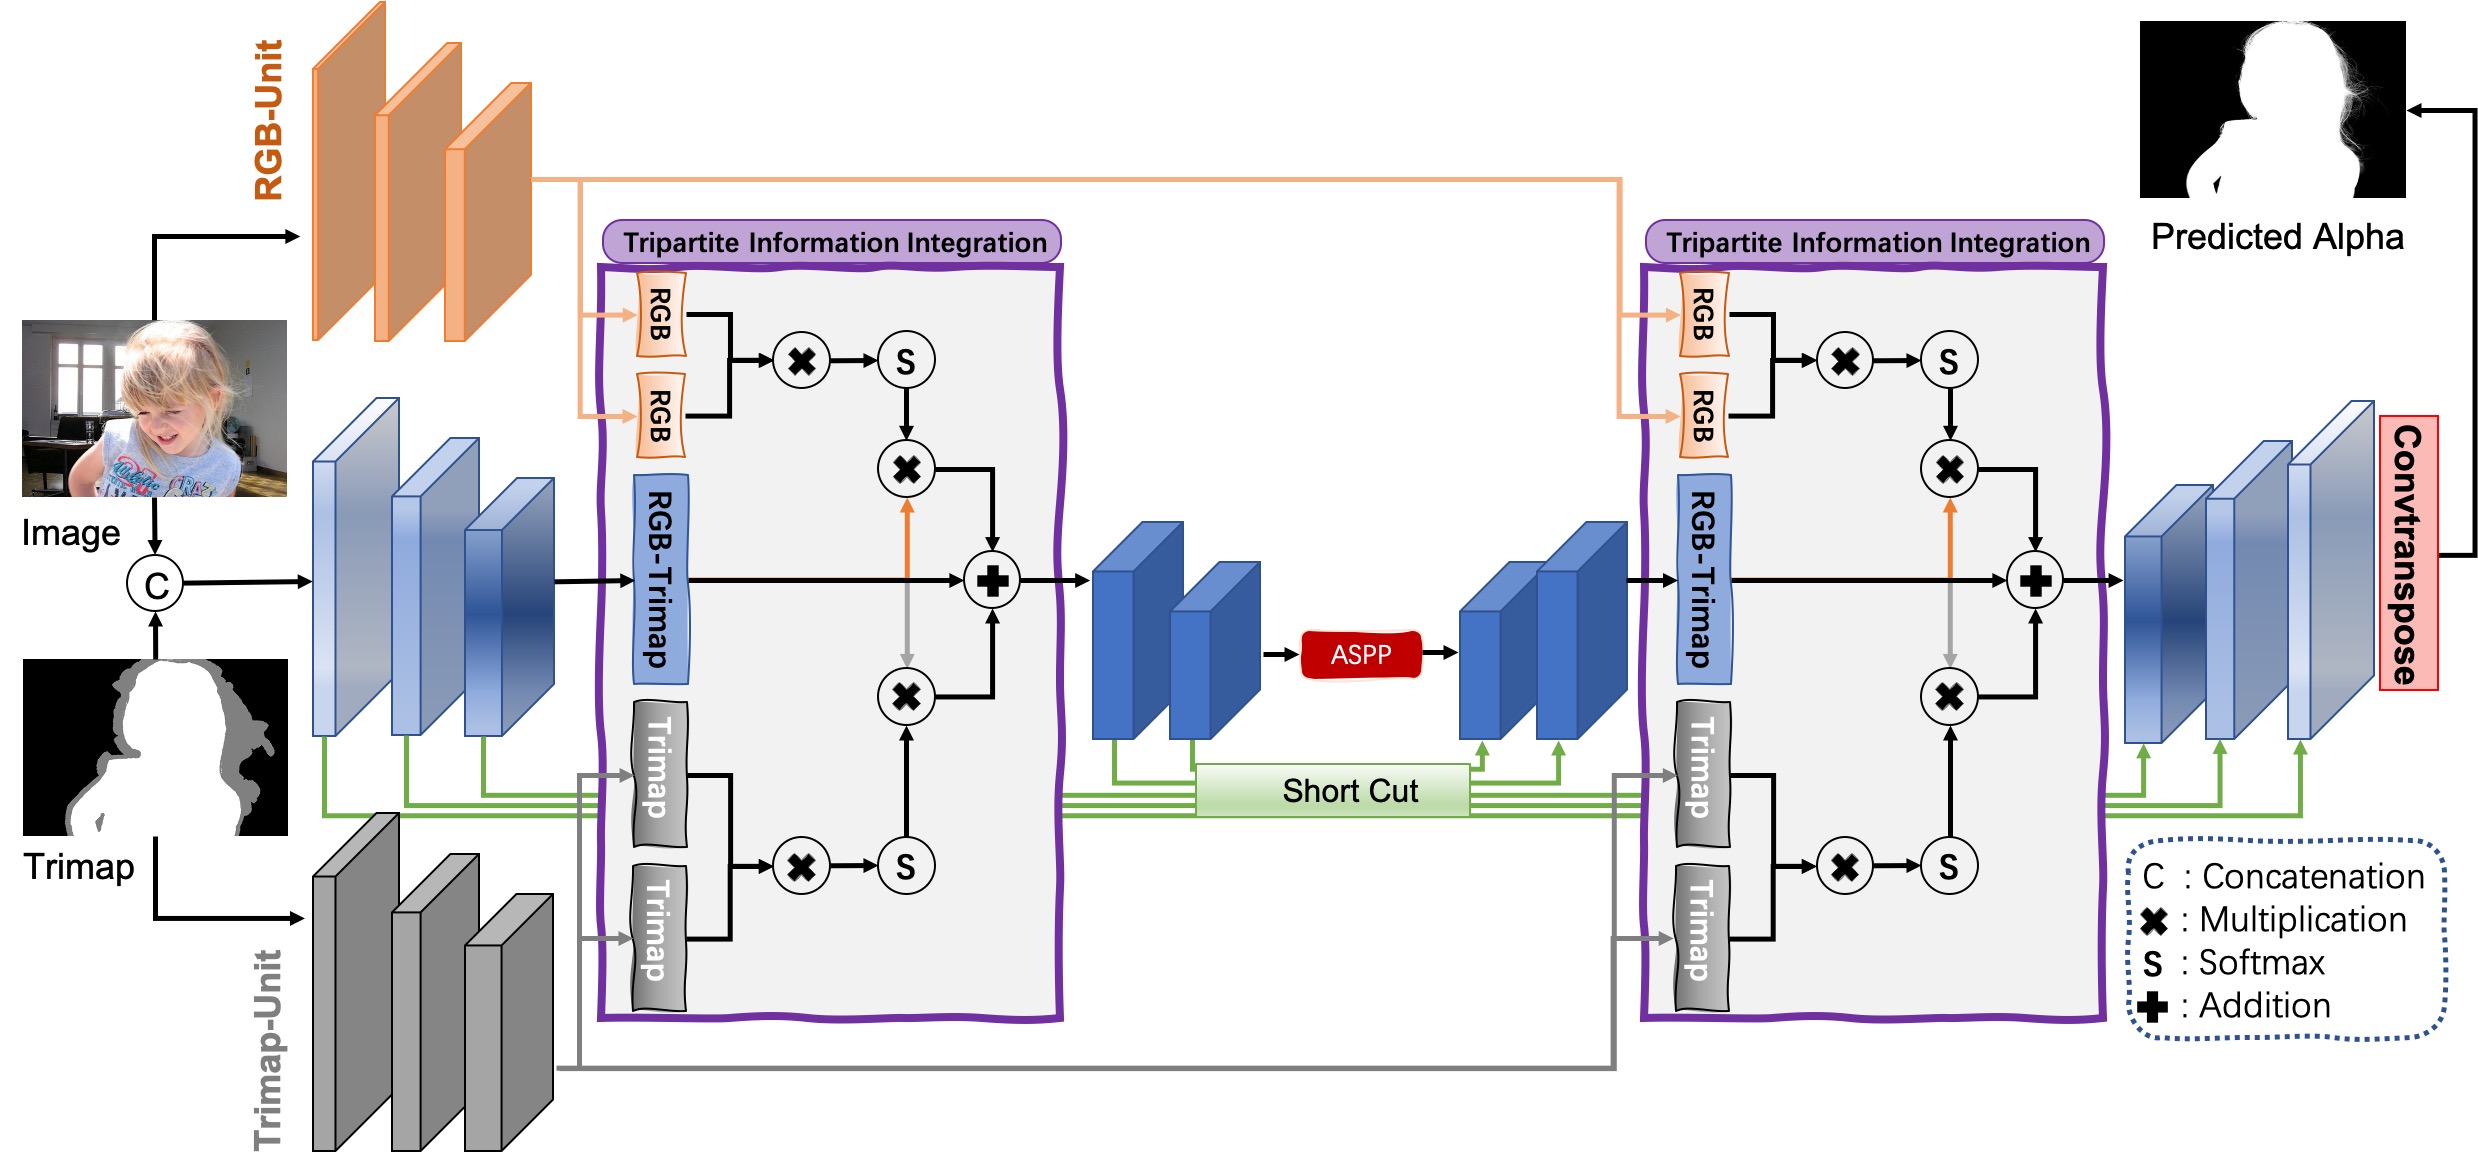 RGB-Unit
Image
C
Trimap
Trimap-Unit
Tripartite Information Integration
RGB
RGB
RGB-Trimap
Trimap
Trimap
S
S
ASPP
Short Cut
Tripartite Information Integration
RGB
RGB
RGB-Trimap
Trimap
Trimap
S
S
Convtranspose
Predicted Alpha
C : Concatenation
✖ : Multiplication
S : Softmax
✚ : Addition